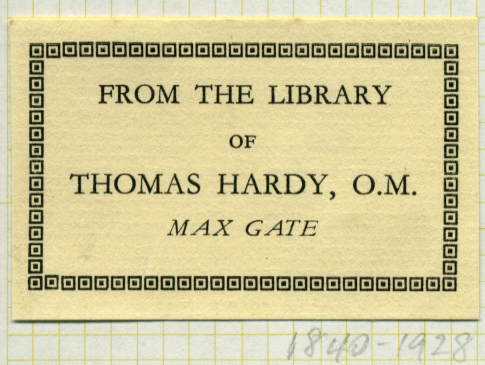 FROM THE LIBRARY
OF
THOMAS HARDY, O.M.
MAX GATE
1840-1928